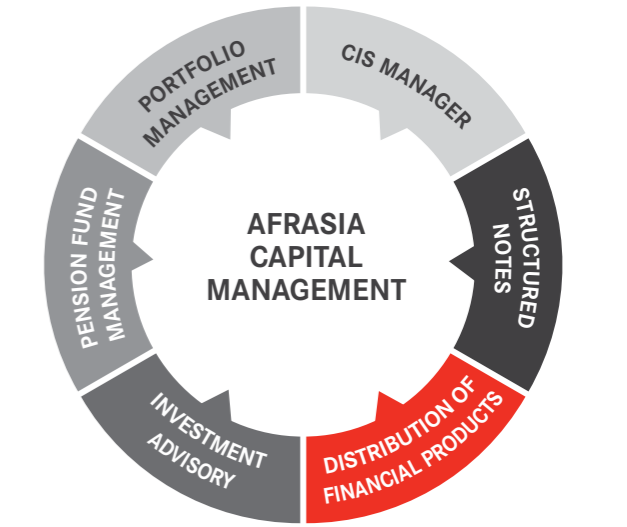 PORTFOLIO
MANAGEMENT
CIS MANAGER
STRUCTURED
NOTES
DISTRIBUTION OF
FINANCIAL PRODUCTS
INVESTMENT
ADVISORY
PENSION FUND
MANAGEMENT
AFRASIA
CAPITAL
MANAGEMENT